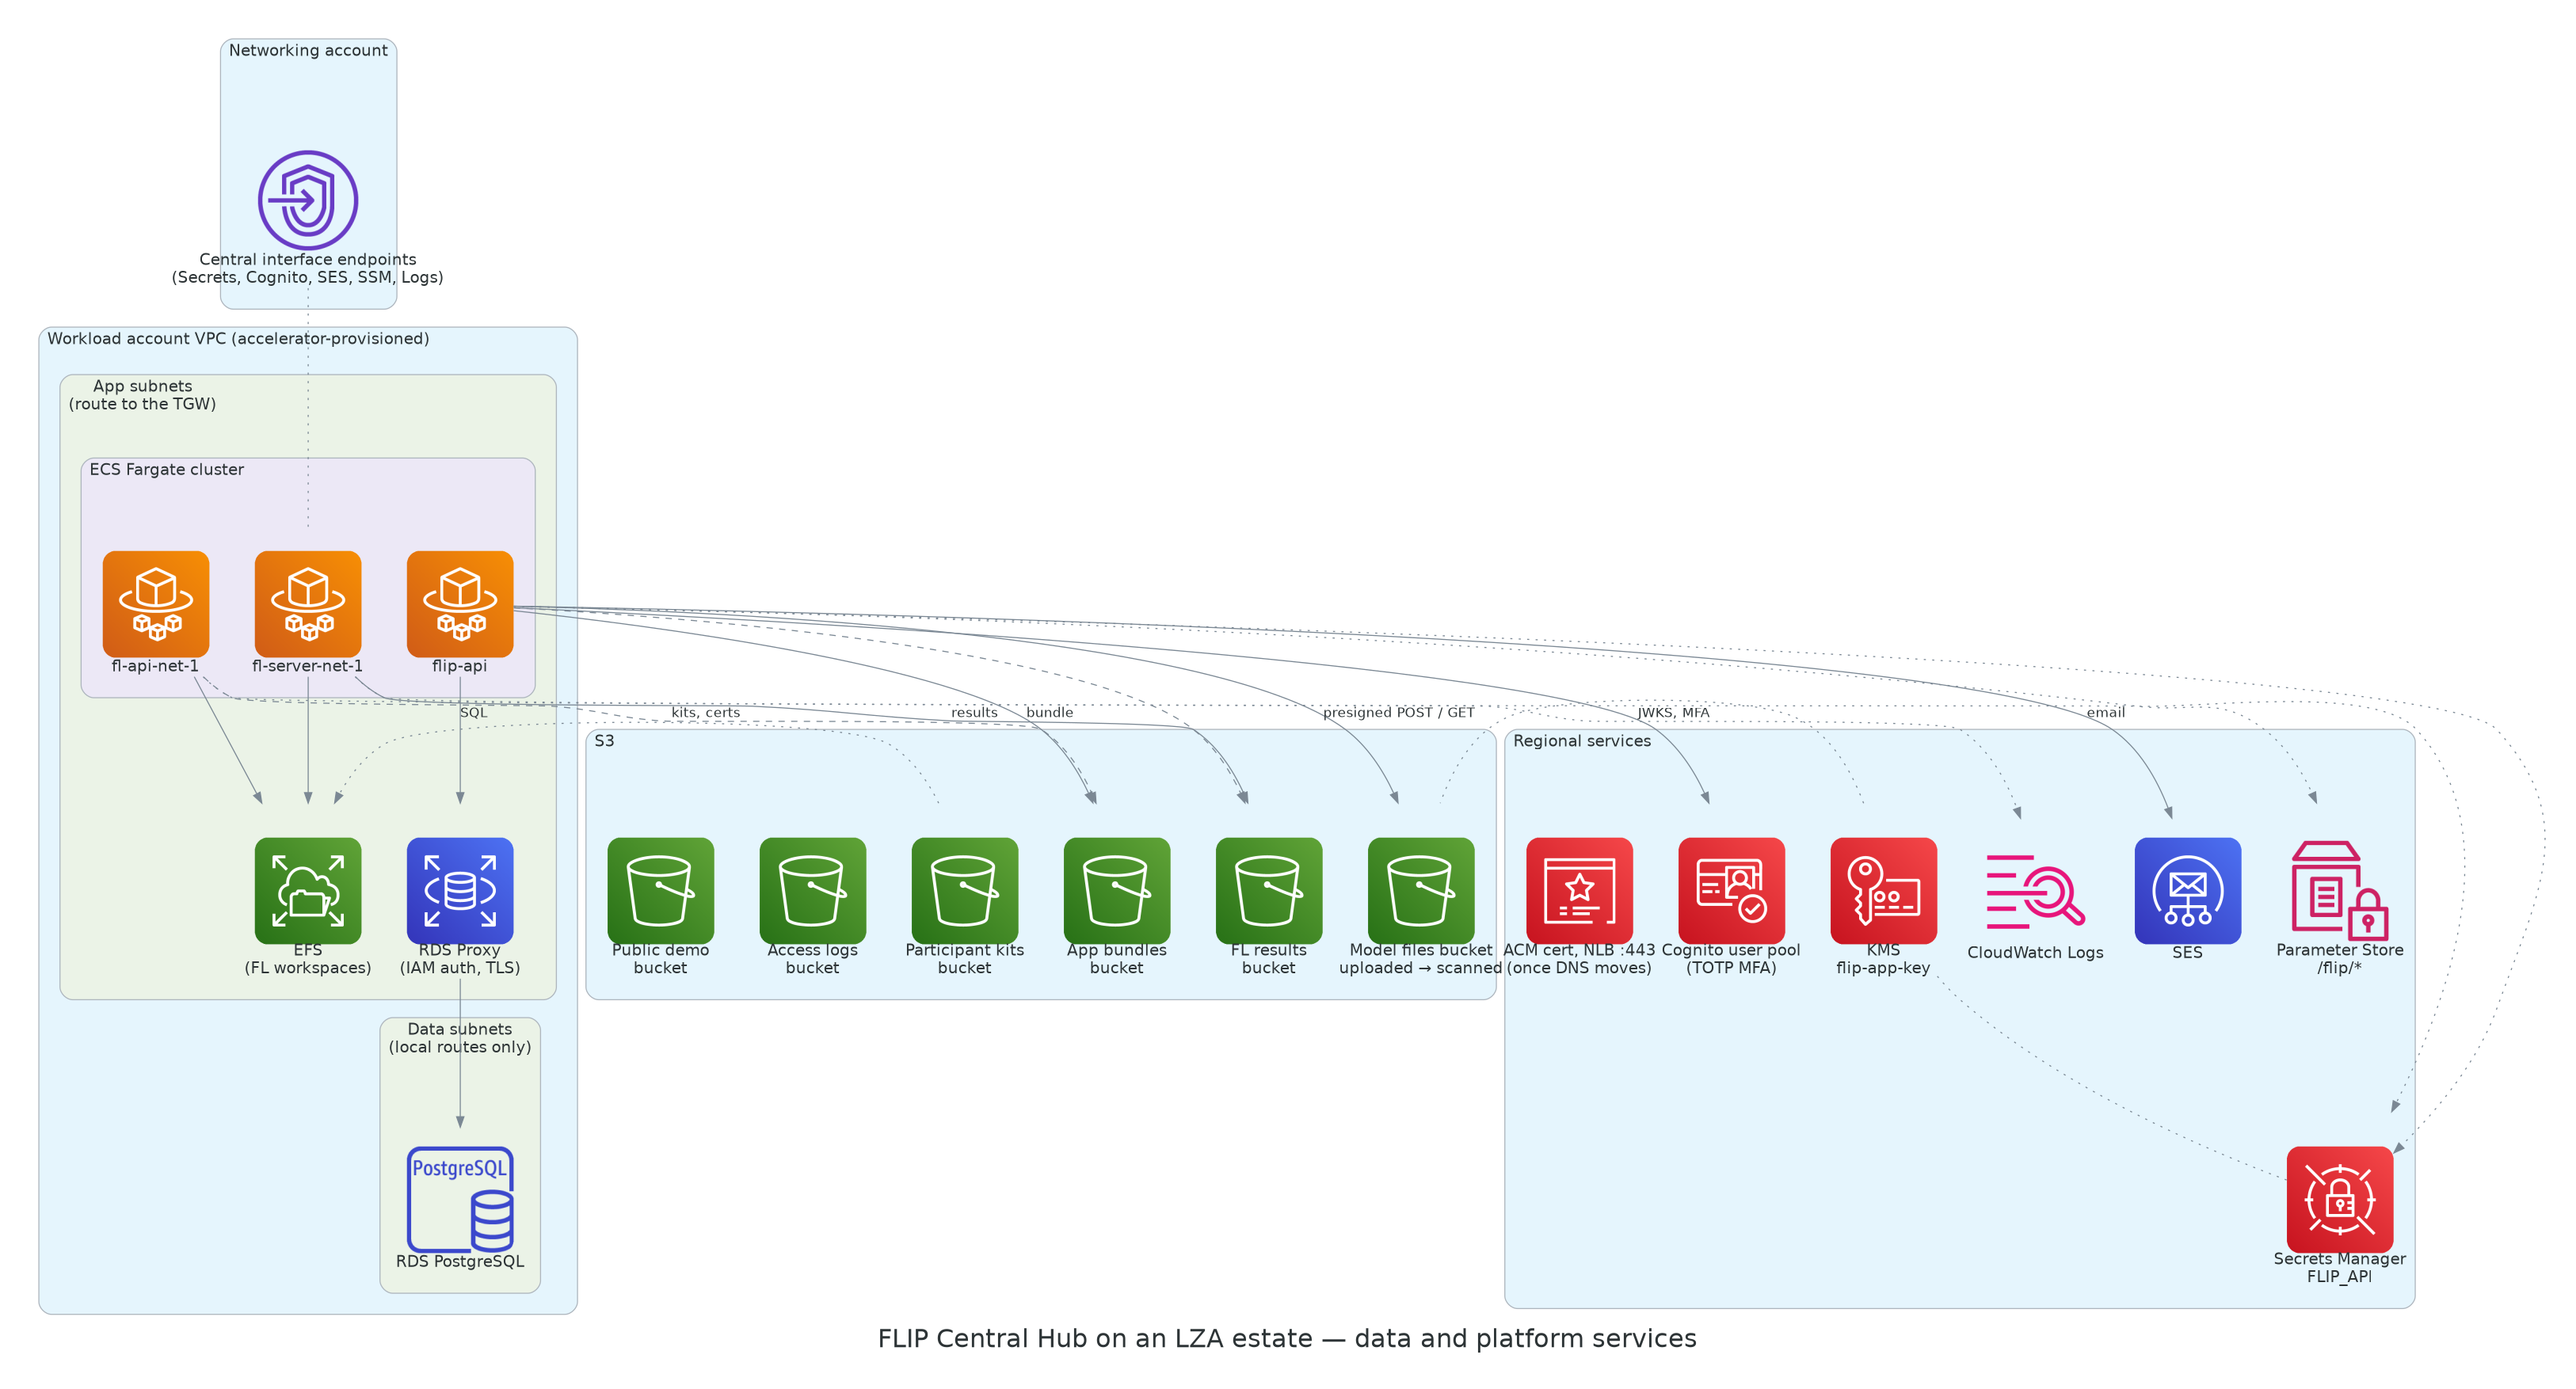 Networking account
Central interface endpoints
(Secrets, Cognito, SES, SSM, Logs)
Workload account VPC (accelerator-provisioned)
App subnets
(route to the TGW)
ECS Fargate cluster
fl-api-net-1
fl-server-net-1
flip-api
SQL
kits, certs
results
bundle
presigned POST / GET
JWKS, MFA
email
S3
Regional services
EFS
(FL workspaces)
RDS Proxy
(IAM auth, TLS)
Public demo
bucket
Access logs
bucket
Participant kits
bucket
App bundles
bucket
FL results
bucket
Model files bucket
uploaded → scanned
ACM cert, NLB :443
(once DNS moves)
Cognito user pool
(TOTP MFA)
KMS
flip-app-key
CloudWatch Logs
SES
Parameter Store
/flip/*
Data subnets
(local routes only)
PostgreSQL
RDS PostgreSQL
Secrets Manager
FLIP_API
FLIP Central Hub on an LZA estate — data and platform services